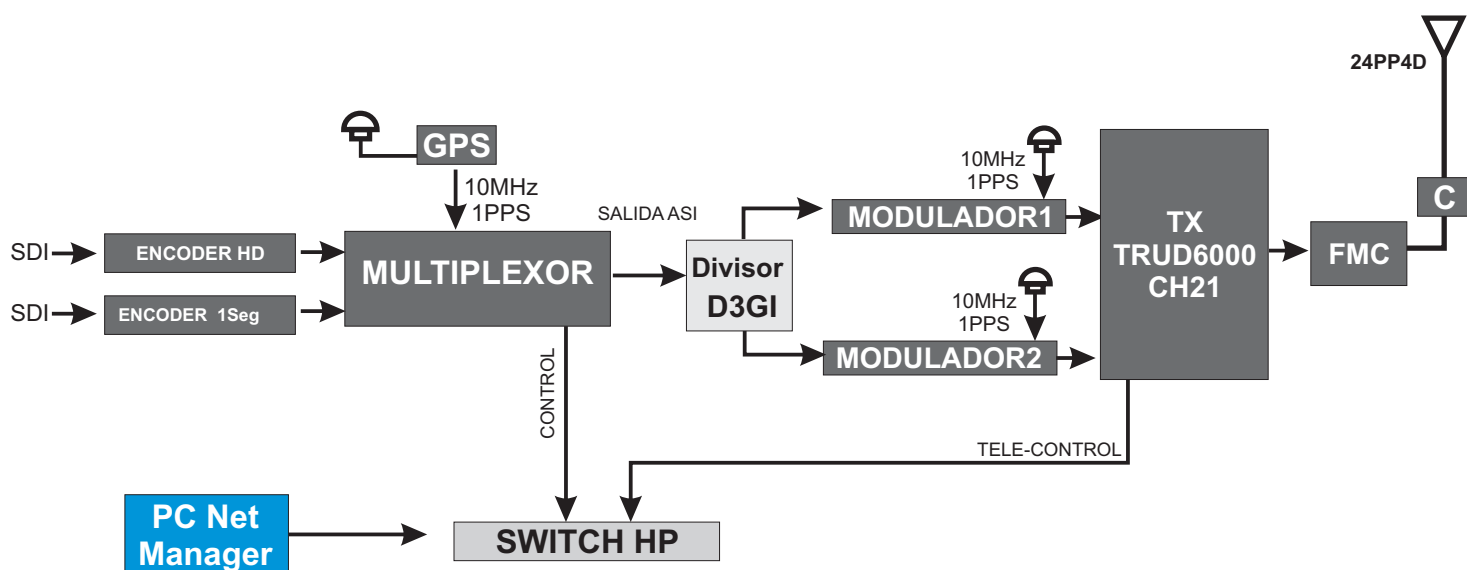 24PP4D
GPS
10MHz
1PPS
SALIDA ASI
10MHz
1PPS
MODULADOR1
TX
TRUD6000
CH21
C
FMC
SDI
ENCODER HD
MULTIPLEXOR
Divisor
D3GI
SDI
ENCODER 1Seg
10MHz
1PPS
MODULADOR2
CONTROL
TELE-CONTROL
PC Net
Manager
SWITCH HP